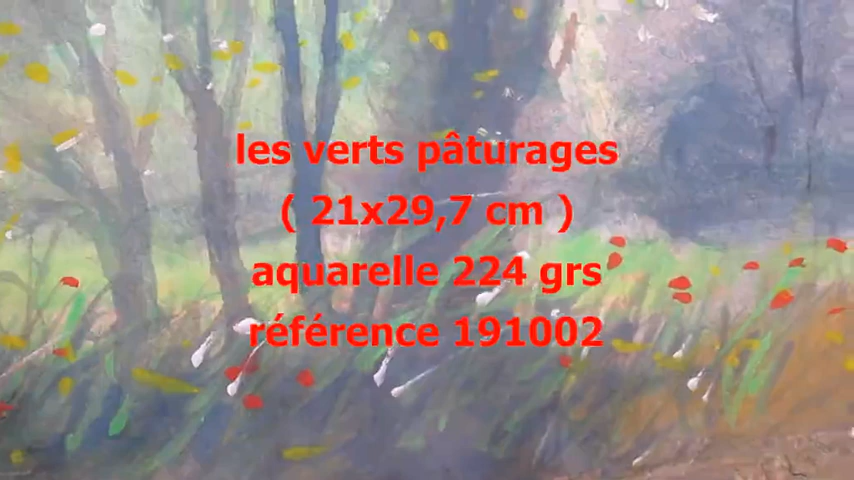 les verts pâturages
( 21x29,7 cm )
aquarelle 224 grs
référence 191002